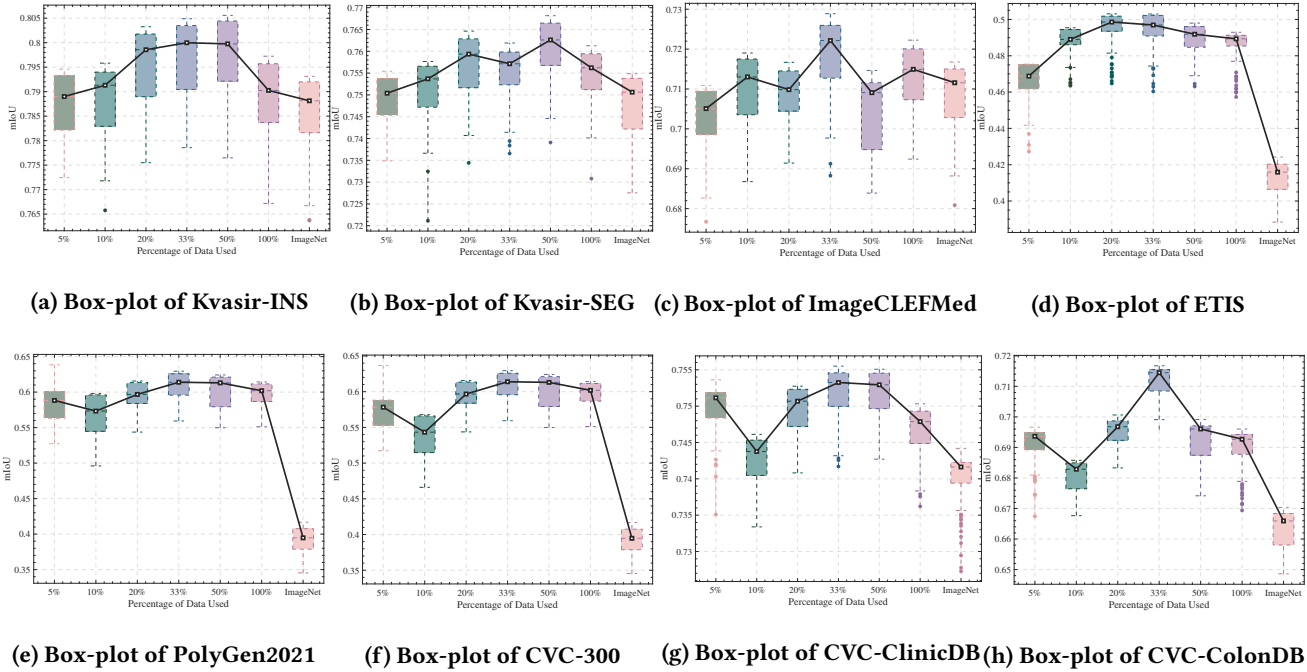 0.805
0.8
0.795
0.79
0.785
0.78
0.775
0.77
0.765
mIoU
5% 10% 20% 33% 50% 100% ImageNet
Percentage of Data Used
(a) Box-plot of Kvasir-INS
0.765
0.76
0.755
0.75
0.745
0.74
0.735
0.73
0.725
0.72
mIoU
5% 10% 20% 33% 50% 100% ImageNet
Percentage of Data Used
(b) Box-plot of Kvasir-SEG
0.73
0.72
0.71
0.7
0.69
0.68
mIoU
5% 10% 20% 33% 50% 100% ImageNet
Percentage of Data Used
(c) Box-plot of ImageCLEFMed
0.5
0.48
0.46
0.44
0.42
0.4
mIoU
5% 10% 20% 33% 50% 100% ImageNet
Percentage of Data Used
(d) Box-plot of ETIS
0.65
0.6
0.55
0.5
0.45
0.4
0.35
mIoU
5% 10% 20% 33% 50% 100% ImageNet
Percentage of Data Used
(e) Box-plot of PolyGen2021
0.65
0.6
0.55
0.5
0.45
0.4
0.35
mIoU
5% 10% 20% 33% 50% 100% ImageNet
Percentage of Data Used
(f) Box-plot of CVC-300
0.755
0.75
0.745
0.74
0.735
0.73
mIoU
5% 10% 20% 33% 50% 100% ImageNet
Percentage of Data Used
(g) Box-plot of CVC-ClinicDB
0.72
0.71
0.7
0.69
0.68
0.67
0.66
0.65
mIoU
5% 10% 20% 33% 50% 100% ImageNet
Percentage of Data Used
(h) Box-plot of CVC-ColonDB